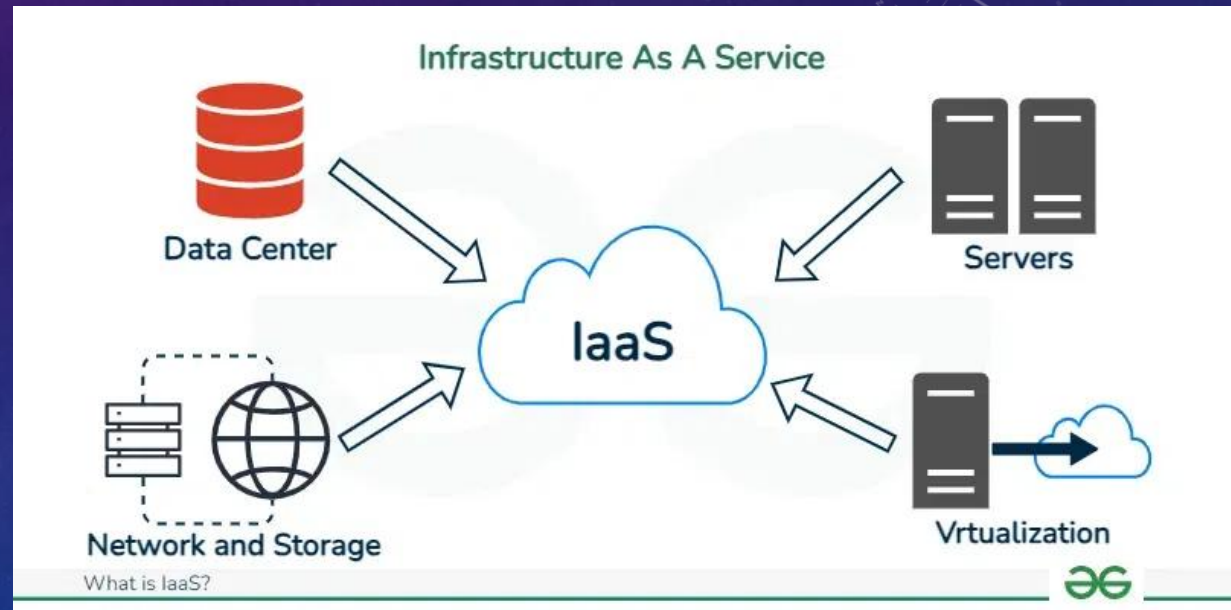 Infrastructure As A Service
Data Center
Servers
IaaS
Network and Storage
Vrtualization
What is IaaS?